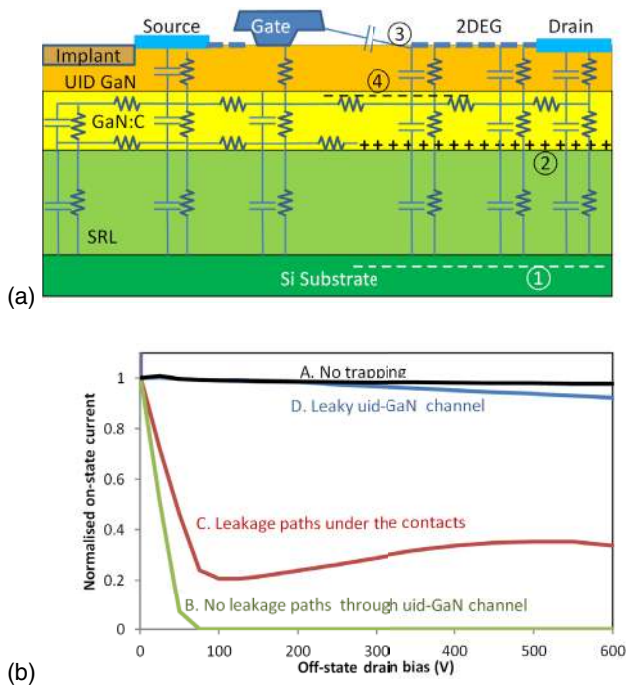 Source
Gate
③
2DEG
Drain
Implant
UID GaN
④
GaN:C
+ + + + + + + + + + + + + + + + +
②
SRL
Si Substrate
①
(a)
Normalised on-state current
1
0.8
0.6
0.4
0.2
0
A. No trapping
D. Leaky uid-GaN channel
C. Leakage paths under the contacts
B. No leakage paths through uid-GaN channel
0 100 200 300 400 500 600
Off-state drain bias (V)
(b)